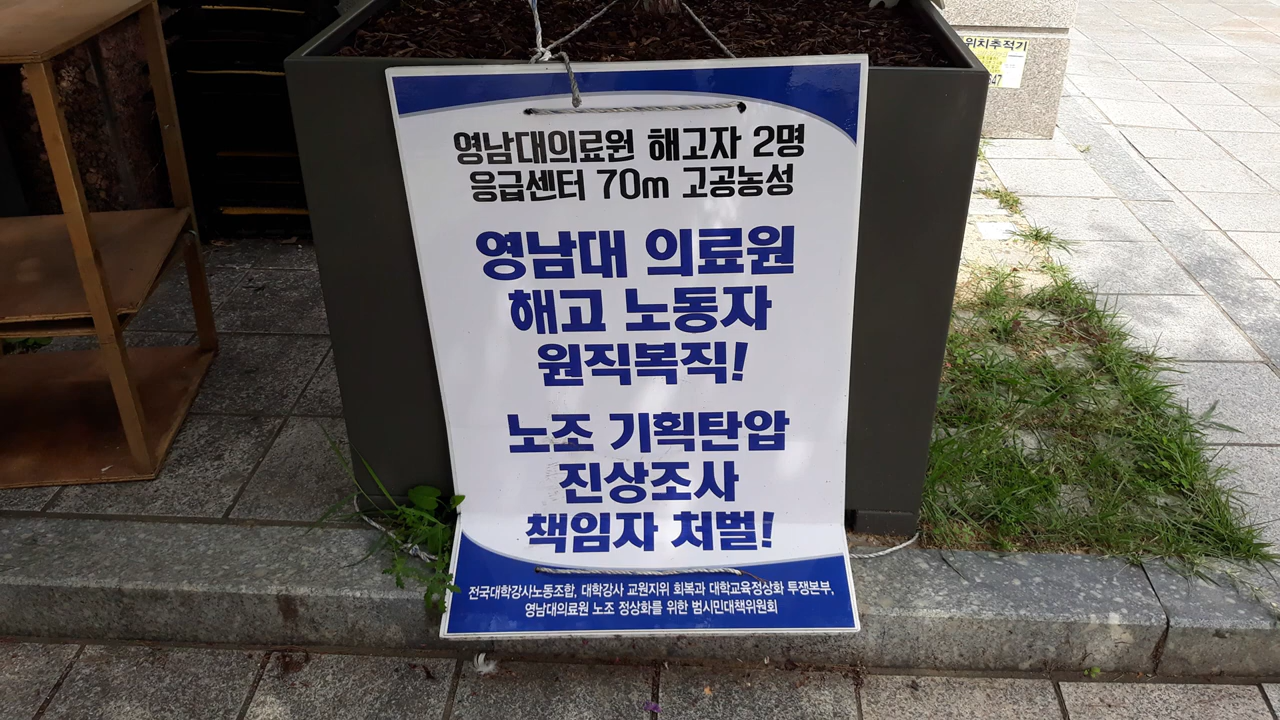 영남대의료원 해고자 2명
응급센터 70m 고공농성
영남대 의료원
해고 노동자
원직복직!
노조 기획탄압
진상조사
책임자 처벌!
전국대학강사노동조합, 대학강사 교원지위 회복과 대학교육정상화 투쟁본부,
영남대의료원 노조 정상화를 위한 범시민대책위원회
위치추적기
47